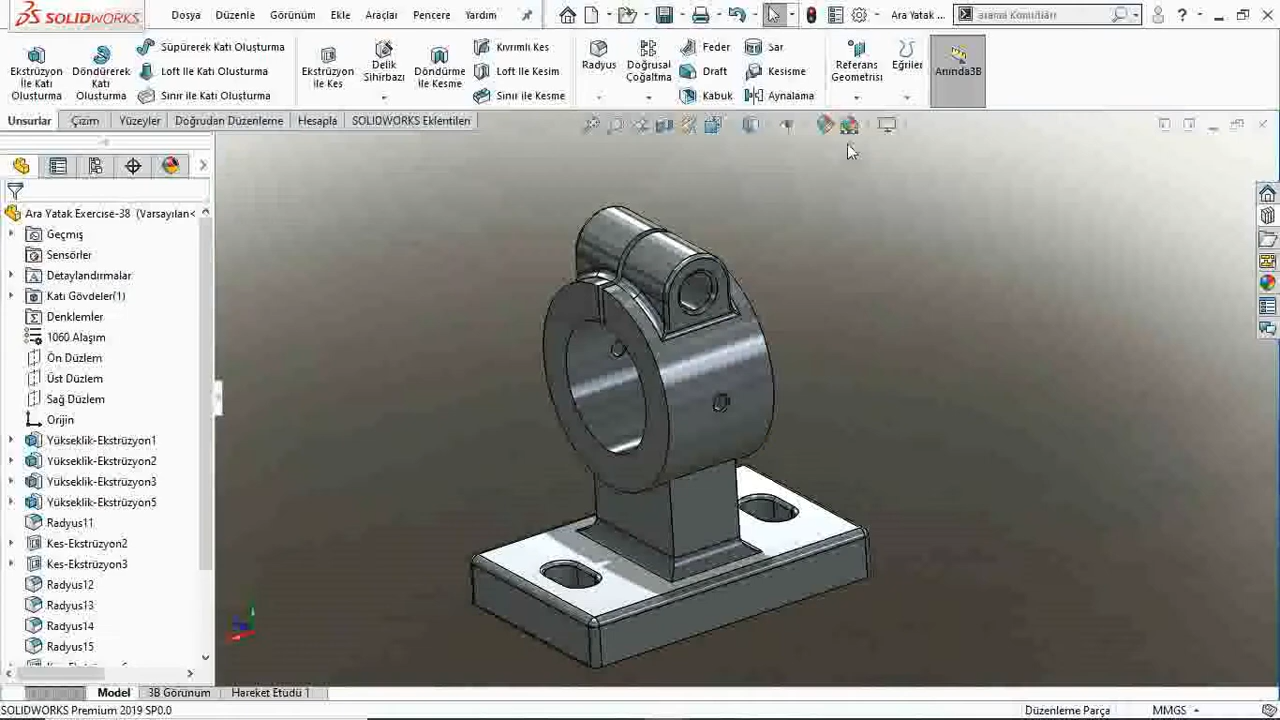 SOLIDWORKS
Dosya Düzenle Görünüm Ekle Araçlar Pencere Yardım
Ara Yatak ...
arama Komutları
Ekstrüzyon İle Katı Oluşturma
Döndürerek Katı Oluşturma
Süpürerek Katı Oluşturma
Loft İle Katı Oluşturma
Sınır ile Katı Oluşturma
Ekstrüzyon ile Kes
Delik Sihirbazı
Döndürme ile Kesme
Kıvrımlı Kes
Loft ile Kesim
Sınır ile Kesme
Radyus
Doğrusal Çoğaltma
Feder
Draft
Kabuk
Sar
Kesişme
Aynalama
Referans Geometrisi
Eğriler
Anında3B
Unsurlar Çizim Yüzeyler Doğrudan Düzenleme Hesapla SOLIDWORKS Eklentileri
Ara Yatak Exercise-38 (Varsayılan<
Geçmiş
Sensörler
Detaylandırmalar
Katı Gövdeler(1)
Denklemler
1060 Alaşım
Ön Düzlem
Üst Düzlem
Sağ Düzlem
Orijin
Yükseklik-Ekstrüzyon1
Yükseklik-Ekstrüzyon2
Yükseklik-Ekstrüzyon3
Yükseklik-Ekstrüzyon5
Radyus11
Kes-Ekstrüzyon2
Kes-Ekstrüzyon3
Radyus12
Radyus13
Radyus14
Radyus15
Model 3B Görünüm Hareket Etüdü 1
SOLIDWORKS Premium 2019 SP0.0
Düzenleme Parça
MMGS